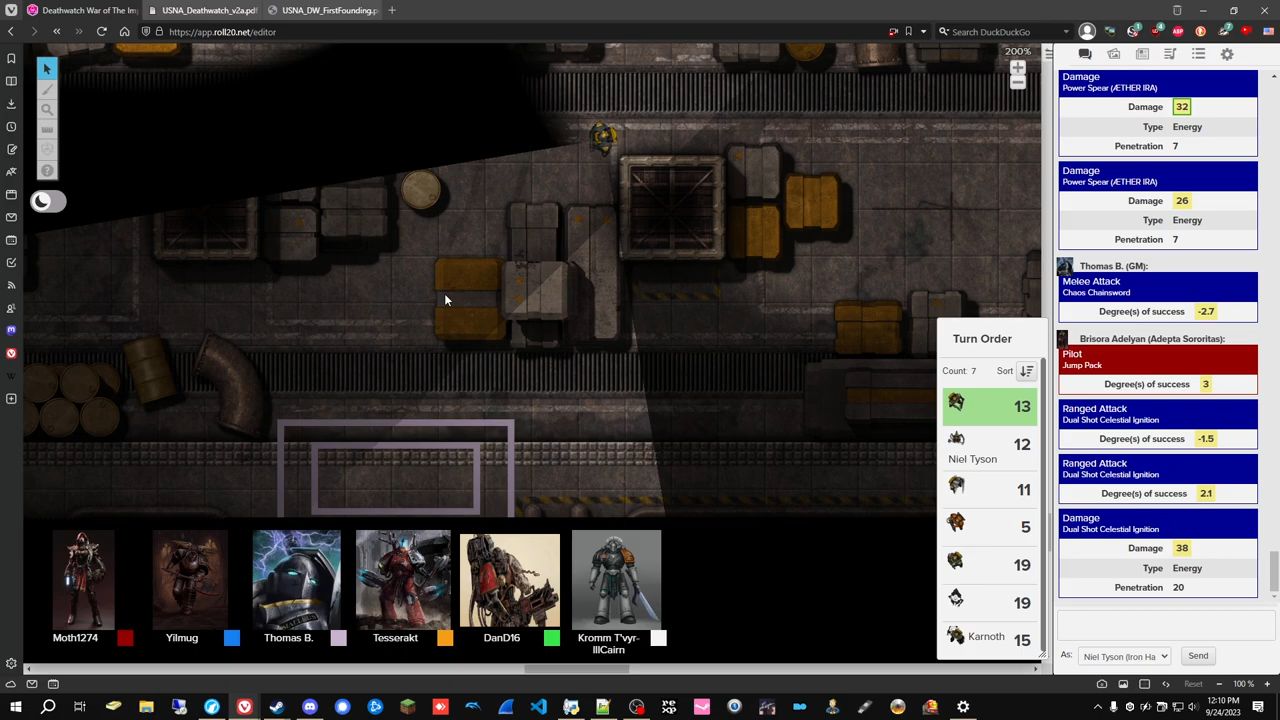 Deathwatch War of The Imp
USNA_Deathwatch_v2a.pdf
USNA_DW_FirstFounding.p
https://app.roll20.net/editor
Search DuckDuckGo
200%
Damage
Power Spear (ÆTHER IRA)
Damage 32
Type Energy
Penetration 7
Damage
Power Spear (ÆTHER IRA)
Damage 26
Type Energy
Penetration 7
Thomas B. (GM):
Melee Attack
Chaos Chainsword
Degree(s) of success -2.7
Brisora Adelyan (Adepta Sororitas):
Pilot
Jump Pack
Degree(s) of success 3
Ranged Attack
Dual Shot Celestial Ignition
Degree(s) of success -1.5
Ranged Attack
Dual Shot Celestial Ignition
Degree(s) of success 2.1
Damage
Dual Shot Celestial Ignition
Damage 38
Type Energy
Penetration 20
As: Niel Tyson (Iron Ha
Send
Turn Order
Count: 7 Sort
13
12
Niel Tyson
11
5
19
19
Karnoth 15
Moth1274
Yilmug
Thomas B.
Tesserakt
DanD16
Kromm T'vyr-
IllCairn
Reset
100 %
12:10 PM
9/24/2023